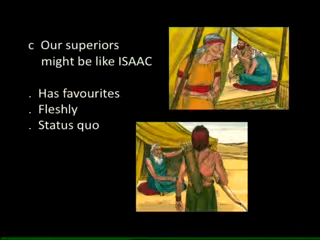 c Our superiors
might be like ISAAC
. Has favourites
. Fleshly
. Status quo